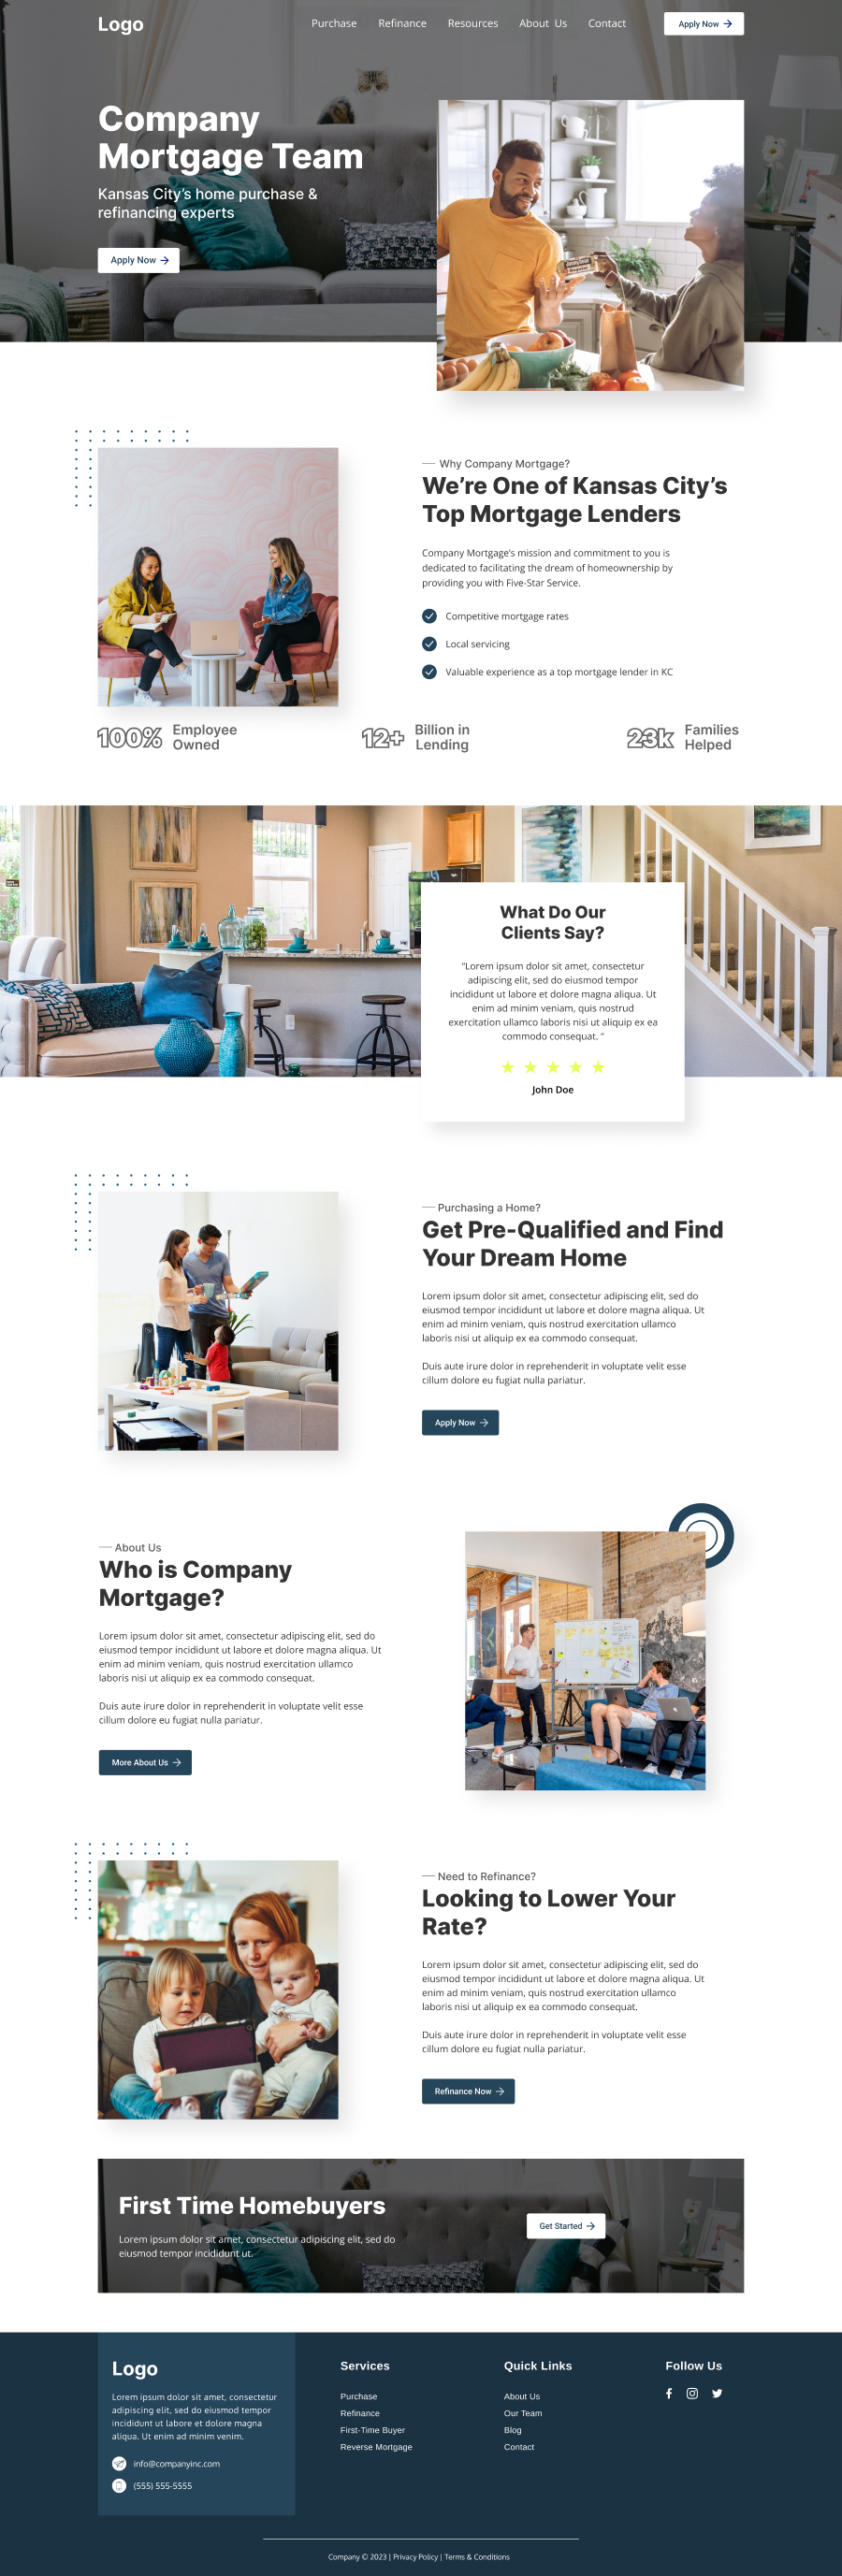 Logo
Purchase Refinance Resources About Us Contact Apply Now
Company
Mortgage Team
Kansas City’s home purchase &
refinancing experts
Apply Now
Why Company Mortgage?
We’re One of Kansas City’s
Top Mortgage Lenders
Company Mortgage’s mission and commitment to you is
dedicated to facilitating the dream of homeownership by
providing you with Five-Star Service.
Competitive mortgage rates
Local servicing
Valuable experience as a top mortgage lender in KC
100% Employee
Owned
12+ Billion in
Lending
23k Families
Helped
What Do Our
Clients Say?
"Lorem ipsum dolor sit amet, consectetur
adipiscing elit, sed do eiusmod tempor
incididunt ut labore et dolore magna aliqua. Ut
enim ad minim veniam, quis nostrud
exercitation ullamco laboris nisi ut aliquip ex ea
commodo consequat. "
John Doe
Purchasing a Home?
Get Pre-Qualified and Find
Your Dream Home
Lorem ipsum dolor sit amet, consectetur adipiscing elit, sed do
eiusmod tempor incididunt ut labore et dolore magna aliqua. Ut
enim ad minim veniam, quis nostrud exercitation ullamco
laboris nisi ut aliquip ex ea commodo consequat.
Duis aute irure dolor in reprehenderit in voluptate velit esse
cillum dolore eu fugiat nulla pariatur.
Apply Now
About Us
Who is Company
Mortgage?
Lorem ipsum dolor sit amet, consectetur adipiscing elit, sed do
eiusmod tempor incididunt ut labore et dolore magna aliqua. Ut
enim ad minim veniam, quis nostrud exercitation ullamco
laboris nisi ut aliquip ex ea commodo consequat.
Duis aute irure dolor in reprehenderit in voluptate velit esse
cillum dolore eu fugiat nulla pariatur.
More About Us
Need to Refinance?
Looking to Lower Your
Rate?
Lorem ipsum dolor sit amet, consectetur adipiscing elit, sed do
eiusmod tempor incididunt ut labore et dolore magna aliqua. Ut
enim ad minim veniam, quis nostrud exercitation ullamco
laboris nisi ut aliquip ex ea commodo consequat.
Duis aute irure dolor in reprehenderit in voluptate velit esse
cillum dolore eu fugiat nulla pariatur.
Refinance Now
First Time Homebuyers
Lorem ipsum dolor sit amet, consectetur adipiscing elit, sed do
eiusmod tempor incididunt ut.
Get Started
Logo
Lorem ipsum dolor sit amet, consectetur
adipiscing elit, sed do eiusmod tempor
incididunt ut labore et dolore magna
aliqua. Ut enim ad minim veniam.
info@companyinc.com
(555) 555-5555
Services
Purchase
Refinance
First-Time Buyer
Reverse Mortgage
Quick Links
About Us
Our Team
Blog
Contact
Follow Us
Company © 2023 | Privacy Policy | Terms & Conditions